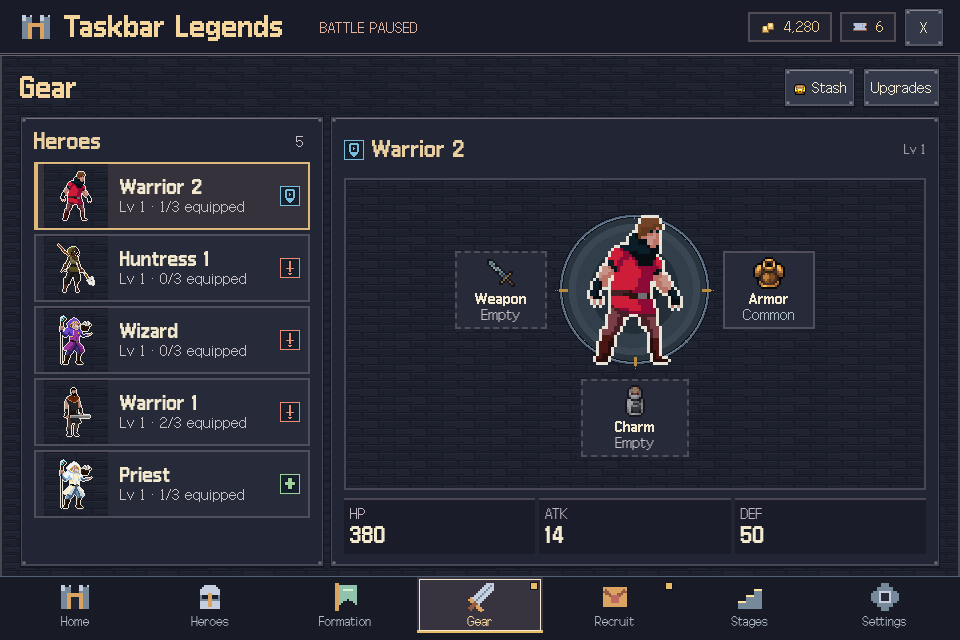 Taskbar Legends
BATTLE PAUSED
4,280
6
X
Gear
Stash
Upgrades
Heroes
5
Warrior 2
Lv 1 · 1/3 equipped
Huntress 1
Lv 1 · 0/3 equipped
Wizard
Lv 1 · 0/3 equipped
Warrior 1
Lv 1 · 2/3 equipped
Priest
Lv 1 · 1/3 equipped
Warrior 2
Lv 1
Weapon
Empty
Armor
Common
Charm
Empty
HP
380
ATK
14
DEF
50
Home
Heroes
Formation
Gear
Recruit
Stages
Settings